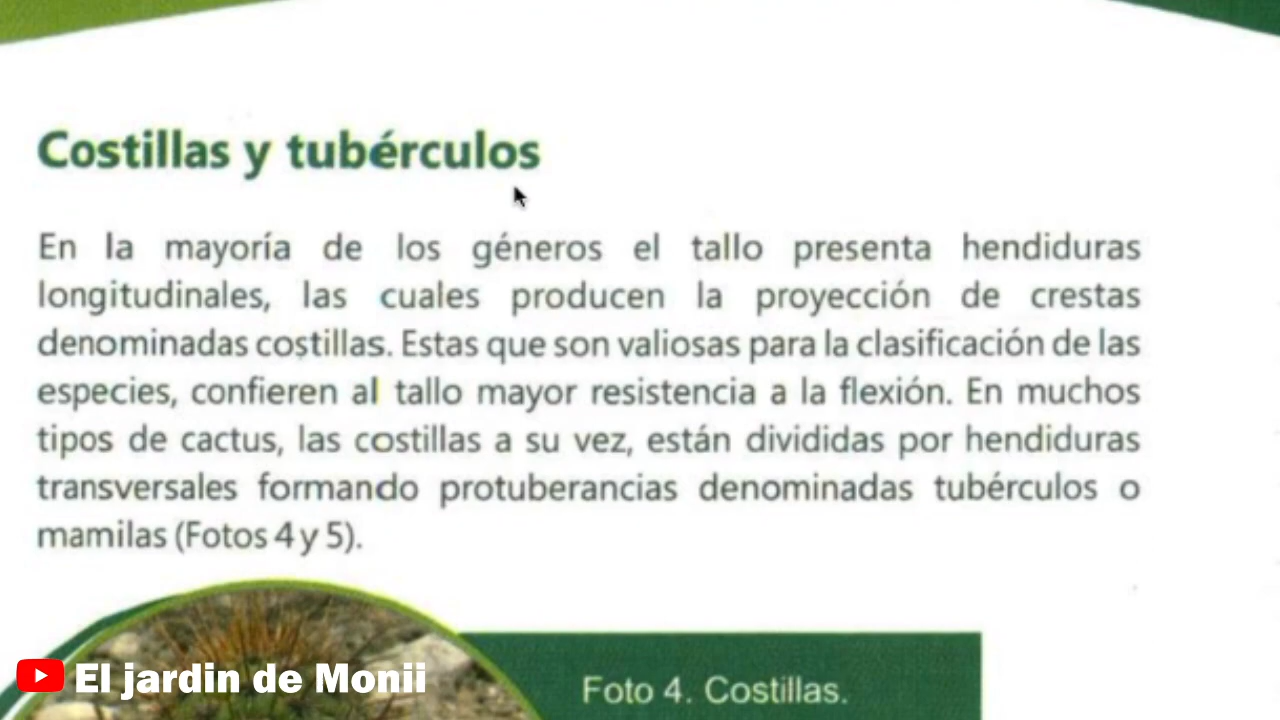 Costillas y tubérculos
En la mayoría de los géneros el tallo presenta hendiduras
longitudinales, las cuales producen la proyección de crestas
denominadas costillas. Estas que son valiosas para la clasificación de las
especies, confieren al tallo mayor resistencia a la flexión. En muchos
tipos de cactus, las costillas a su vez, están divididas por hendiduras
transversales formando protuberancias denominadas tubérculos o
mamilas (Fotos 4 y 5).
Foto 4. Costillas.
El jardin de Monii